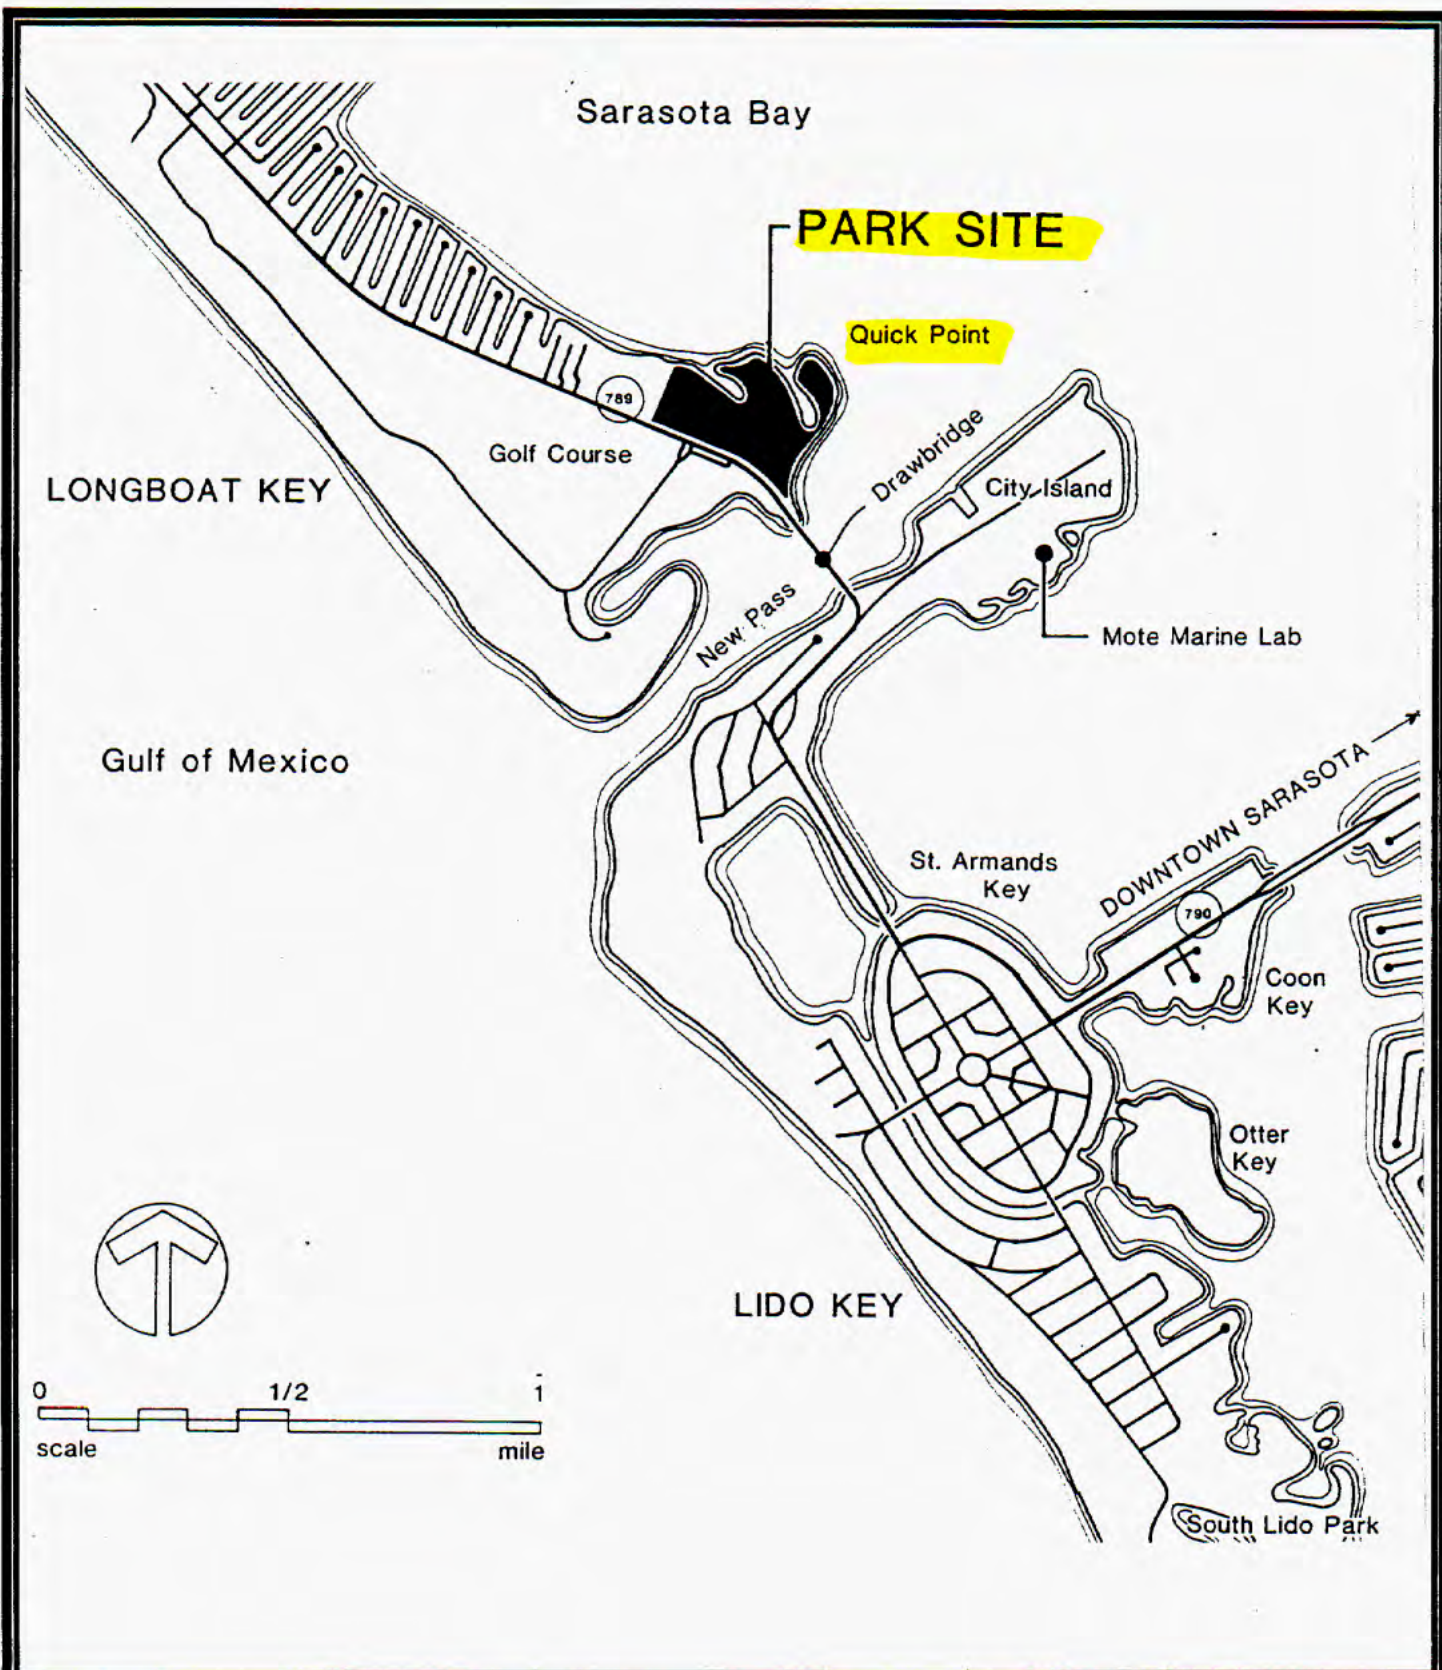 Sarasota Bay
PARK SITE
Quick Point
789
Drawbridge
Golf Course
City Island
LONGBOAT KEY
New Pass
Mote Marine Lab
Gulf of Mexico
DOWNTOWN SARASOTA
St. Armands
Key
790
Coon
Key
Otter
Key
LIDO KEY
0 1/2 1
scale mile
South Lido Park